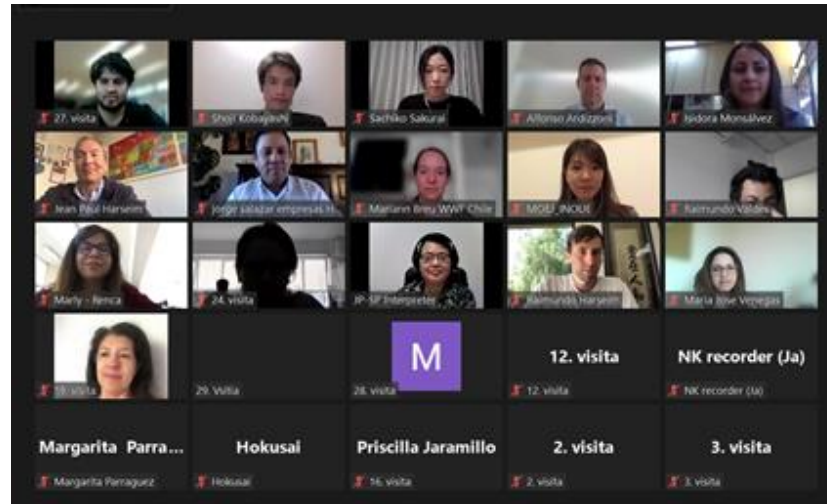 27. visita
Shoji Kobayashi
Sachiko Sakurai
Alfonso Ardizzoni
Isidora Monsálvez
Jean Paul Harseim
Jorge salazar empresas H...
Mariann Breu WWF Chile
MOEJ_INOUE
Raimundo Valdés
Marly - Renca
24. visita
JP-SP Interpreter
Raimundo Harseim
Maria Jose Venegas
visita
29. Visitia
M
28. visita
12. visita
12. visita
NK recorder (Ja)
NK recorder (Ja)
Margarita Parra...
Margarita Parraguez
Hokusai
Hokusai
Priscilla Jaramillo
16. visita
2. visita
2. visita
3. visita
3. visita